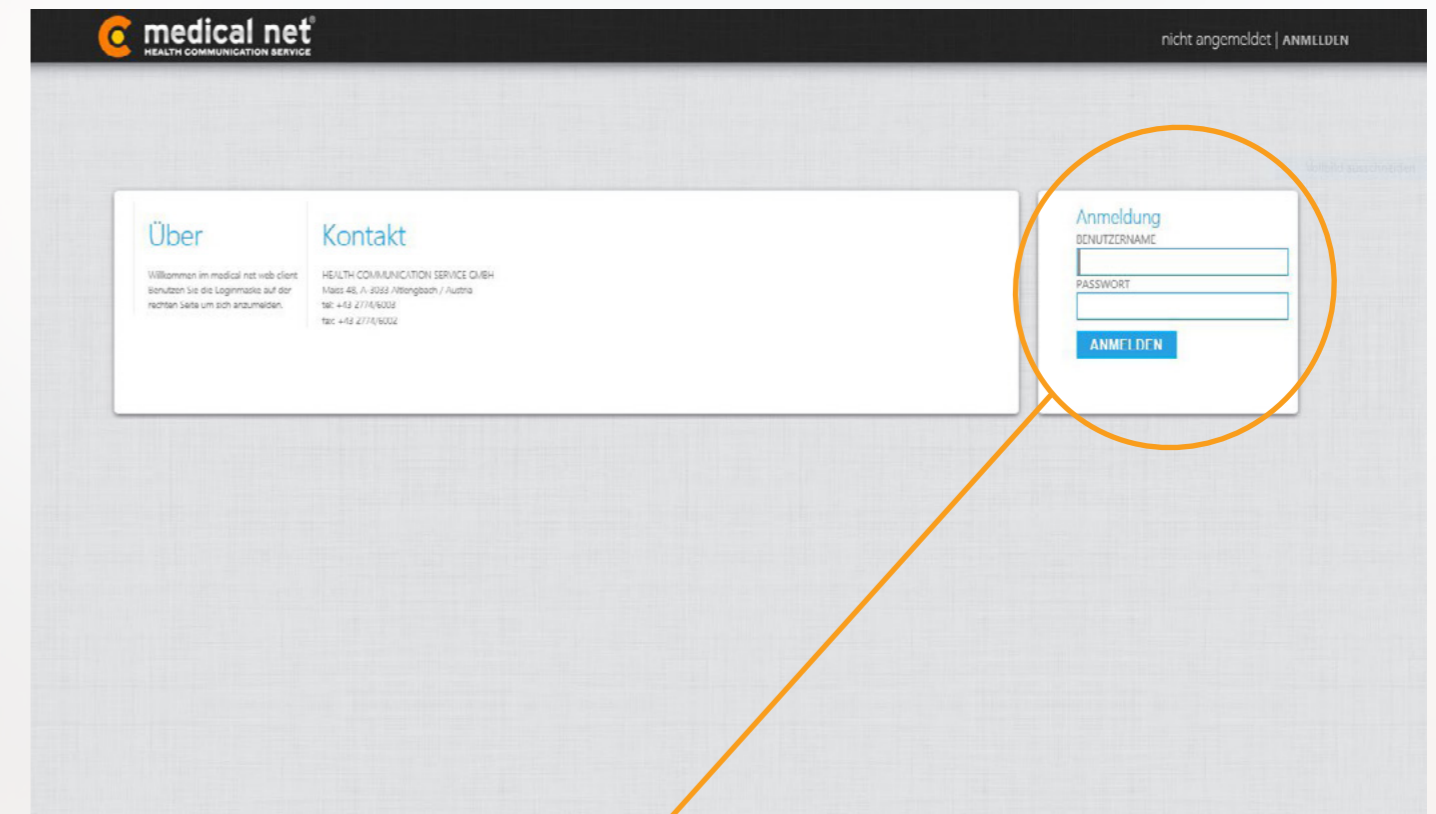 medical net®
HEALTH COMMUNICATION SERVICE
nicht angemeldet | ANMELDEN
Über
Willkommen im medical net web client
Benutzen Sie die Loginmaske auf der
rechten Seite um sich anzumelden.
Kontakt
HEALTH COMMUNICATION SERVICE GMBH
Maiss 48, A-3033 Altlengbach / Austria
tel: +43 2774/6003
fax: +43 2774/6002
Anmeldung
BENUTZERNAME
PASSWORT
ANMELDEN